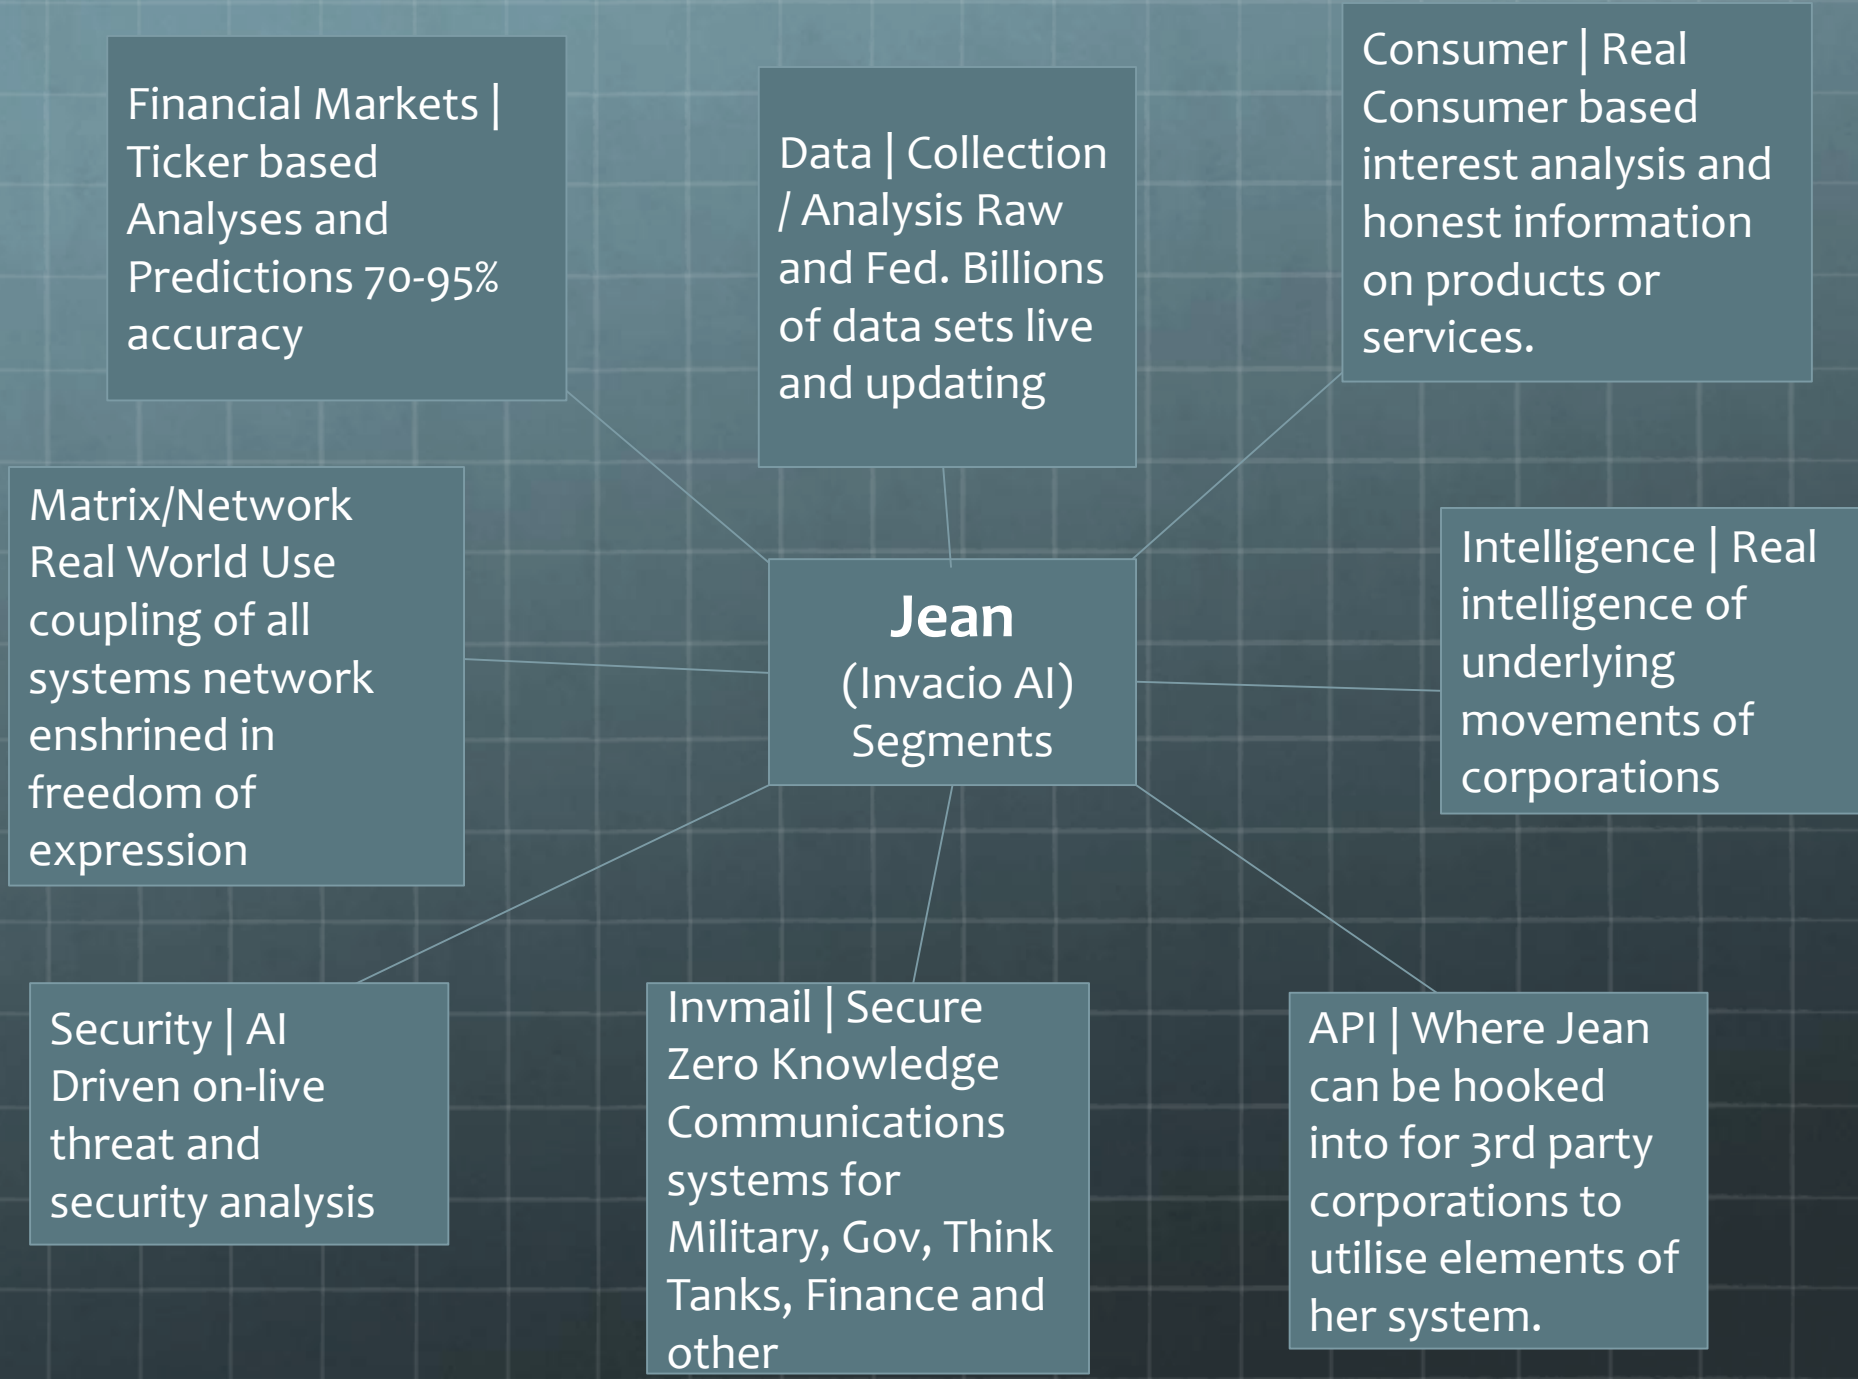 Financial Markets |
Ticker based
Analyses and
Predictions 70-95%
accuracy
Data | Collection
/ Analysis Raw
and Fed. Billions
of data sets live
and updating
Consumer | Real
Consumer based
interest analysis and
honest information
on products or
services.
Matrix/Network
Real World Use
coupling of all
systems network
enshrined in
freedom of
expression
Jean
(Invacio AI)
Segments
Intelligence | Real
intelligence of
underlying
movements of
corporations
Security | AI
Driven on-live
threat and
security analysis
Invmail | Secure
Zero Knowledge
Communications
systems for
Military, Gov, Think
Tanks, Finance and
other
API | Where Jean
can be hooked
into for 3rd party
corporations to
utilise elements of
her system.